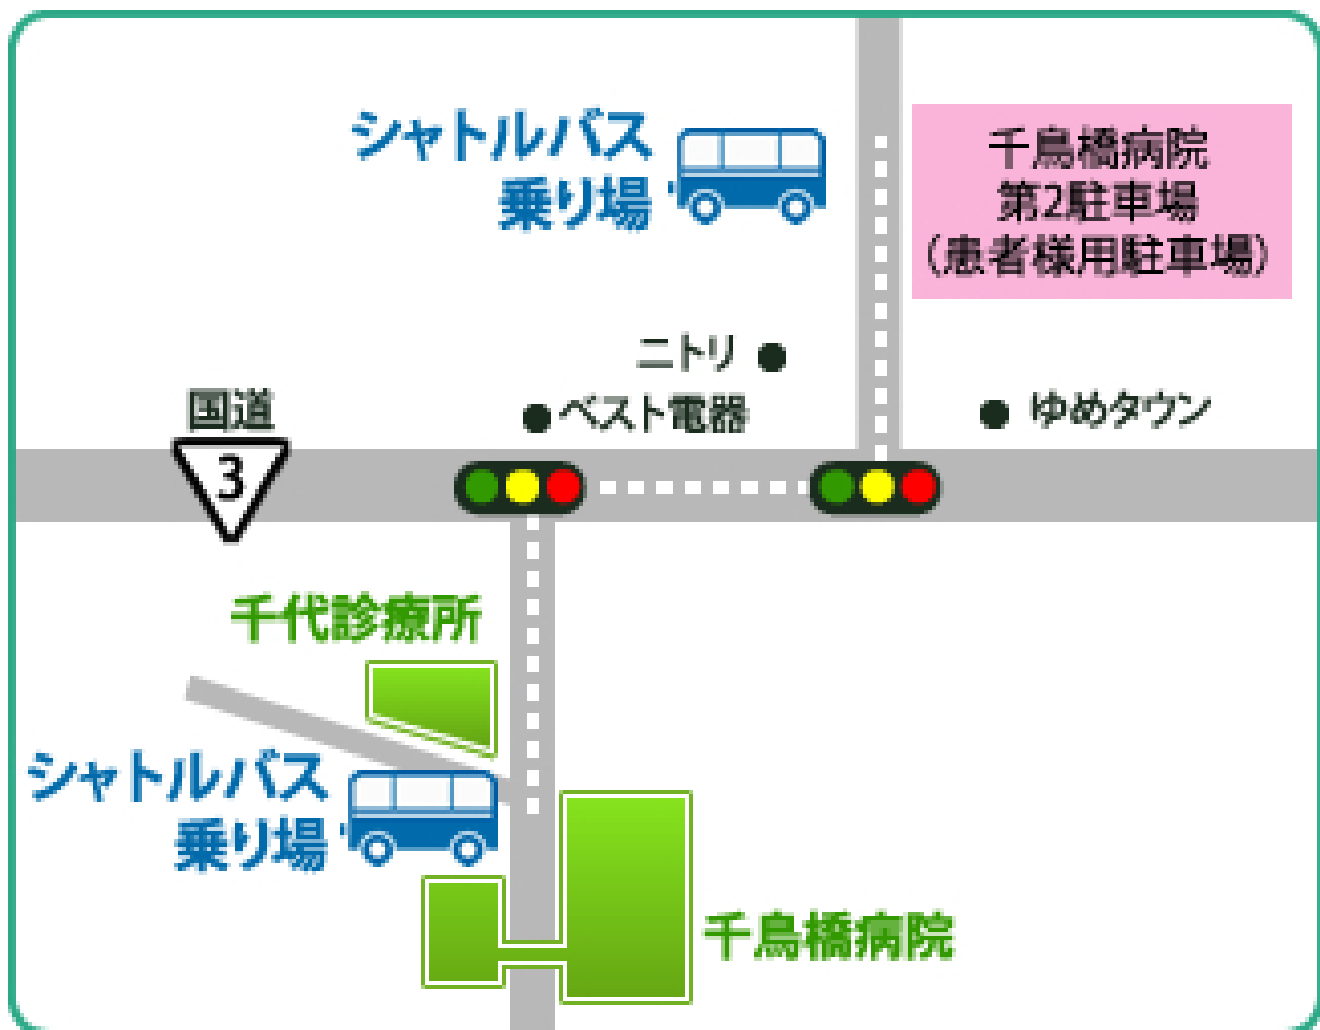 シャトルバス
乗り場
千鳥橋病院
第2駐車場
（患者様用駐車場）
ニトリ
国道
ベスト電器
ゆめタウン
3
千代診療所
シャトルバス
乗り場
千鳥橋病院